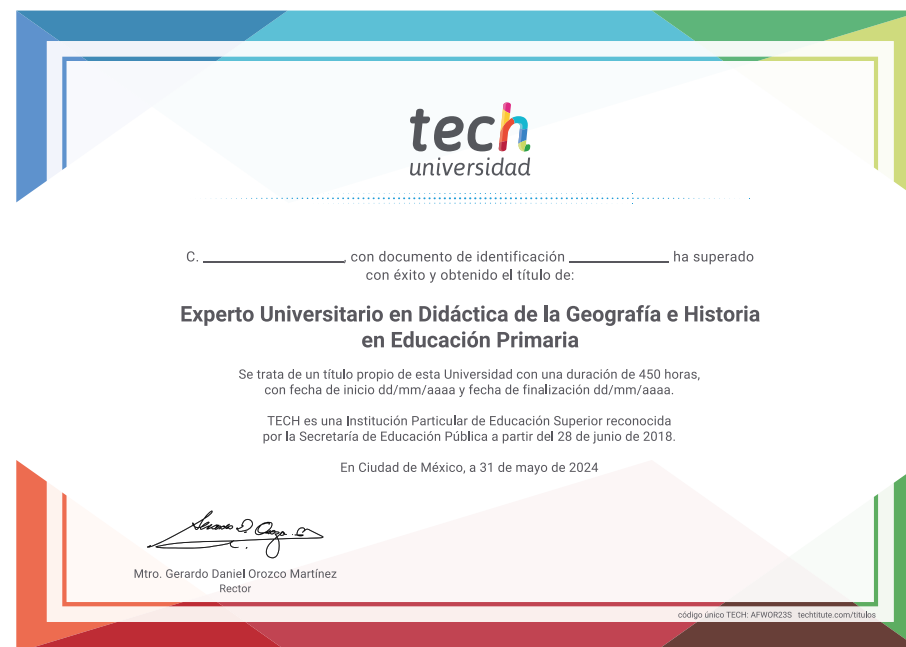 tech
universidad
C. ____________, con documento de identificación ____________ ha superado
con éxito y obtenido el título de:
Experto Universitario en Didáctica de la Geografía e Historia
en Educación Primaria
Se trata de un título propio de esta Universidad con una duración de 450 horas,
con fecha de inicio dd/mm/aaaa y fecha de finalización dd/mm/aaaa.
TECH es una Institución Particular de Educación Superior reconocida
por la Secretaría de Educación Pública a partir del 28 de junio de 2018.
En Ciudad de México, a 31 de mayo de 2024
Mtro. Gerardo Daniel Orozco Martínez
Rector
código único TECH: AFWOR23S techtitute.com/titulos